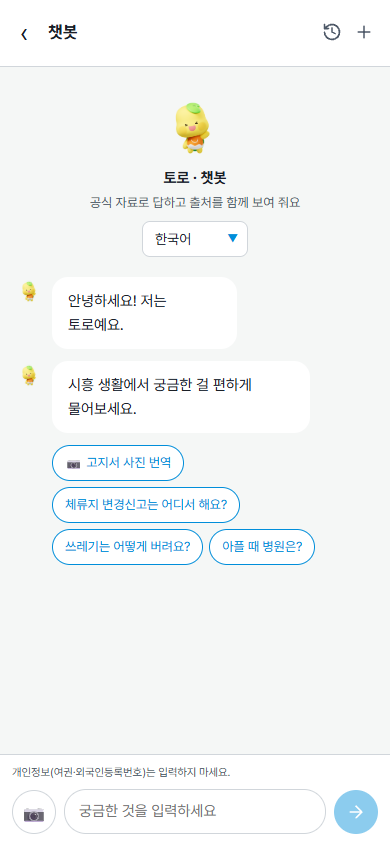 챗봇
토로 · 챗봇
공식 자료로 답하고 출처를 함께 보여 줘요
한국어
안녕하세요! 저는
토로예요.
시흥 생활에서 궁금한 걸 편하게
물어보세요.
고지서 사진 번역
체류지 변경신고는 어디서 해요?
쓰레기는 어떻게 버려요?
아플 때 병원은?
개인정보(여권·외국인등록번호)는 입력하지 마세요.
궁금한 것을 입력하세요